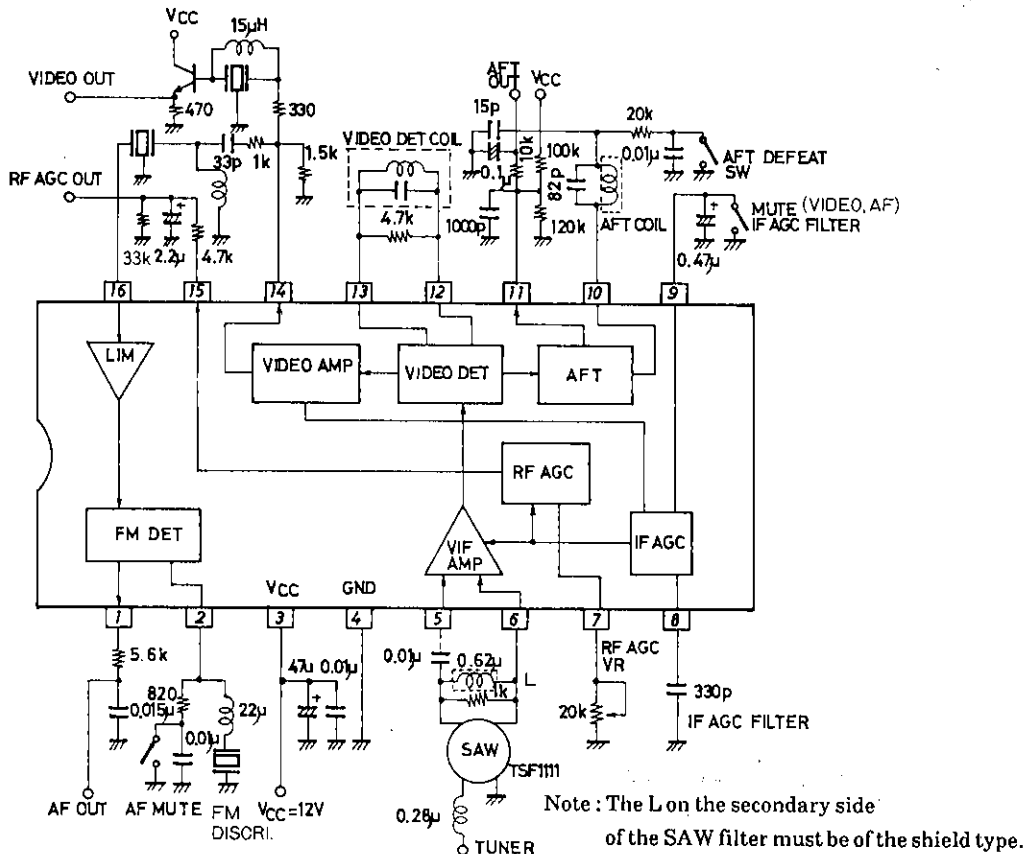 VCC
15μH
VIDEO OUT
470
330
33p
1k
1.5k
RF AGC OUT
33k
2.2μ
4.7k
VIDEO DET COIL
4.7k
AFT OUT
VCC
15p
10k
0.1μ
1000p
100k
120k
82p
AFT COIL
20k
0.01μ
AFT DEFEAT SW
MUTE (VIDEO, AF)
IF AGC FILTER
0.47μ
16
15
14
13
12
11
10
9
LIM
VIDEO AMP
VIDEO DET
AFT
RF AGC
FM DET
VIF AMP
IF AGC
VCC
GND
1
2
3
4
5
6
7
8
5.6k
0.015μ
AF OUT
820
0.01μ
AF MUTE
22μ
FM DISCRI.
47u
0.01μ
VCC=12V
0.01μ
0.62μ
L
1k
SAW
TSF1111
0.28μ
TUNER
RF AGC VR
20k
330p
IF AGC FILTER
Note : The L on the secondary side
of the SAW filter must be of the shield type.